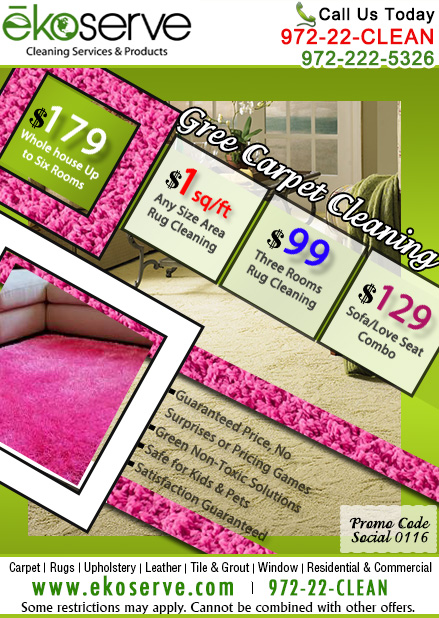 ēkoserve
Cleaning Services & Products
Call Us Today
972-22-CLEAN
972-222-5326
Gree Carpet Cleaning
$179
Whole house Up
to Six Rooms
$1 sq/ft
Any Size Area
Rug Cleaning
$99
Three Rooms
Rug Cleaning
$129
Sofa/Love Seat
Combo
Guaranteed Price, No
Surprises or Pricing Games
Green Non-Toxic Solutions
Safe for Kids & Pets
Satisfaction Guaranteed
Promo Code
Social 0116
Carpet | Rugs | Upholstery | Leather | Tile & Grout | Window | Residential & Commercial
www.ekoserve.com | 972-22-CLEAN
Some restrictions may apply. Cannot be combined with other offers.